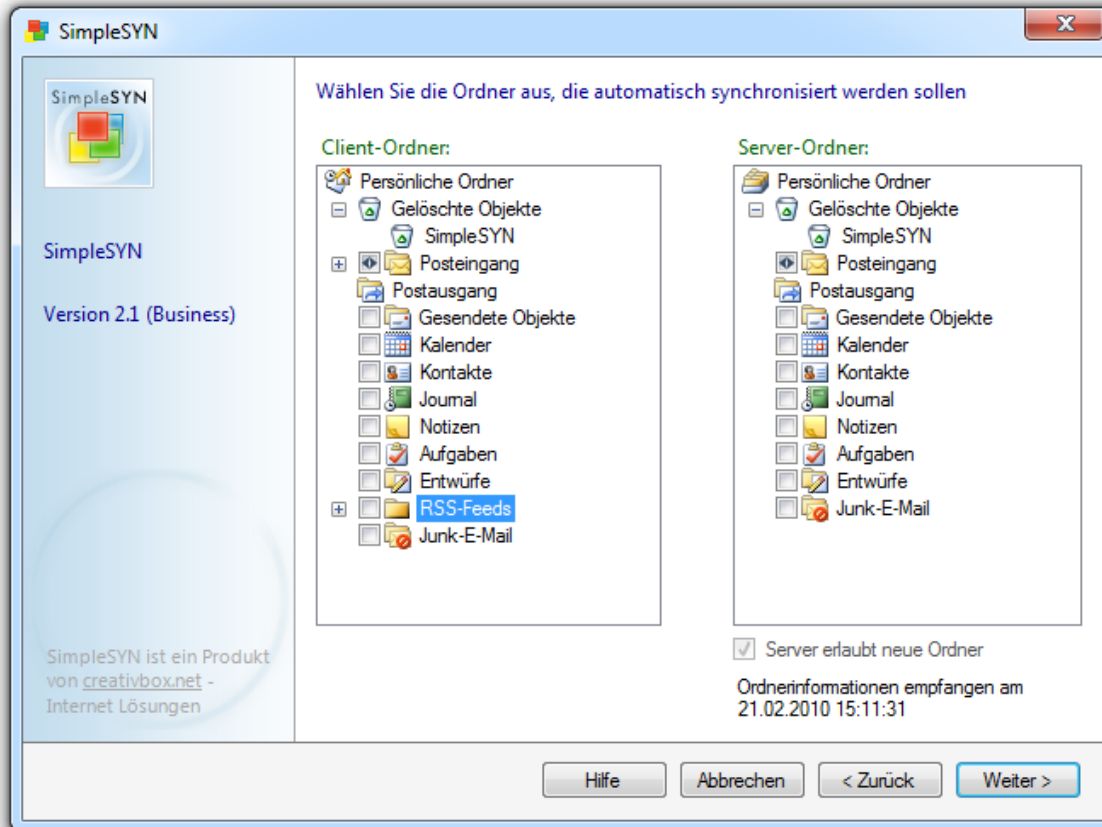 SimpleSYN
SimpleSYN
SimpleSYN
Version 2.1 (Business)
SimpleSYN ist ein Produkt
von creativbox.net -
Internet Lösungen
Wählen Sie die Ordner aus, die automatisch synchronisiert werden sollen
Client-Ordner:
Persönliche Ordner
Gelöschte Objekte
SimpleSYN
Posteingang
Postausgang
Gesendete Objekte
Kalender
Kontakte
Journal
Notizen
Aufgaben
Entwürfe
RSS-Feeds
Junk-E-Mail
Server-Ordner:
Persönliche Ordner
Gelöschte Objekte
SimpleSYN
Posteingang
Postausgang
Gesendete Objekte
Kalender
Kontakte
Journal
Notizen
Aufgaben
Entwürfe
Junk-E-Mail
Server erlaubt neue Ordner
Ordnerinformationen empfangen am
21.02.2010 15:11:31
Hilfe
Abbrechen
< Zurück
Weiter >